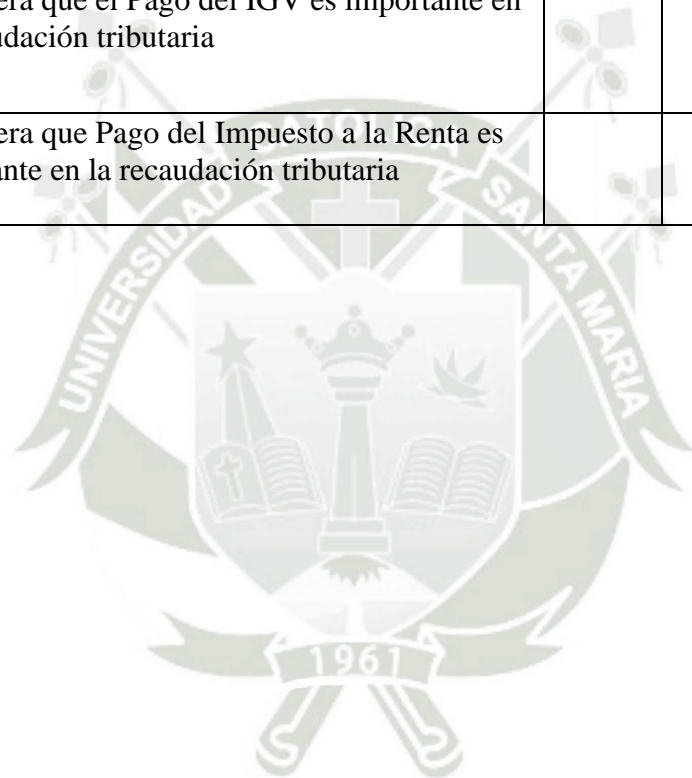 era que el Pago del IGV es importante en
udación tributaria
era que Pago del Impuesto a la Renta es
ante en la recaudación tributaria
UNIVERSIDAD CATOLICA SANTA MARIA
1961